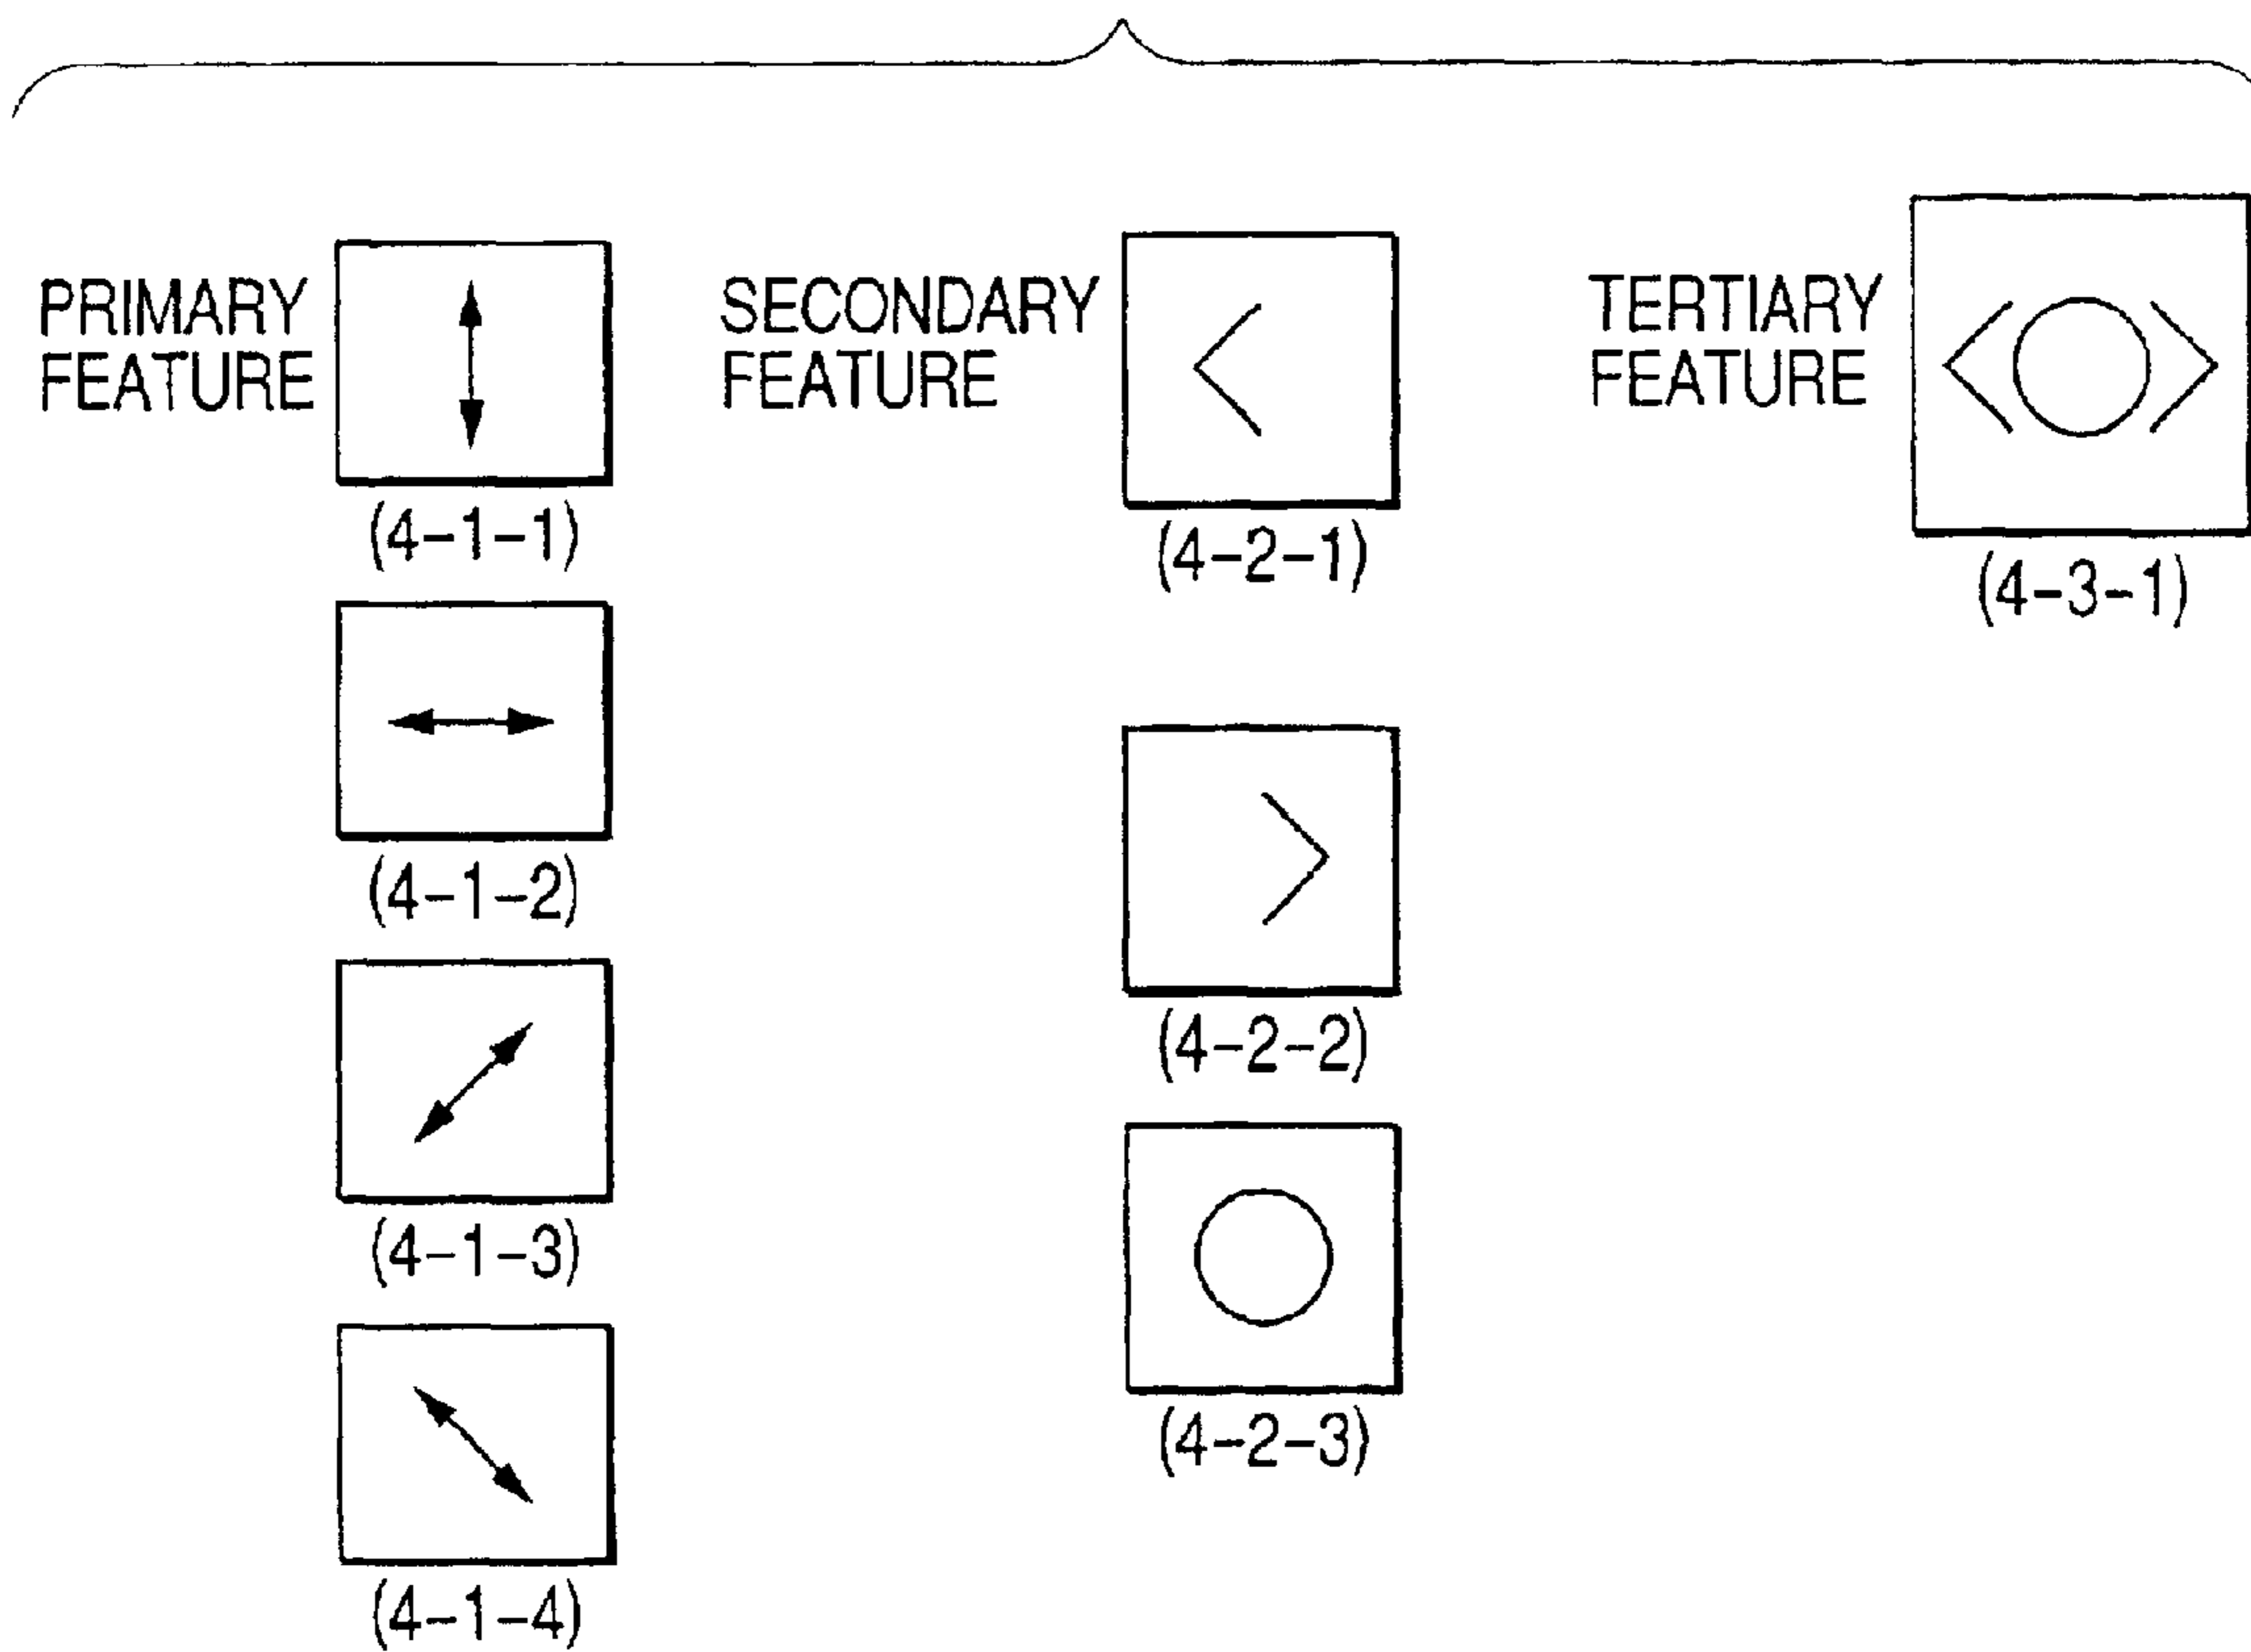 PRIMARY
FEATURE
(4-1-1)
(4-1-2)
(4-1-3)
(4-1-4)
SECONDARY
FEATURE
(4-2-1)
(4-2-2)
(4-2-3)
TERTIARY
FEATURE
(4-3-1)